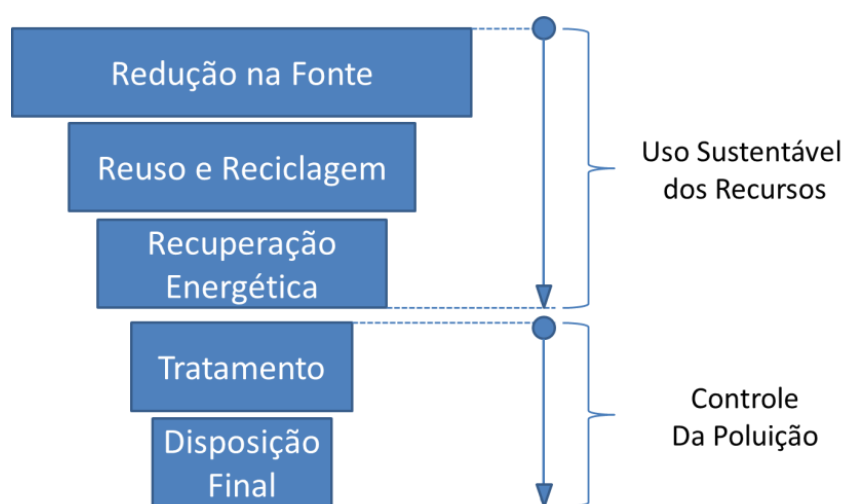 Redução na Fonte
Reuso e Reciclagem
Recuperação
Energética
Tratamento
Disposição
Final
Uso Sustentável
dos Recursos
Controle
Da Poluição